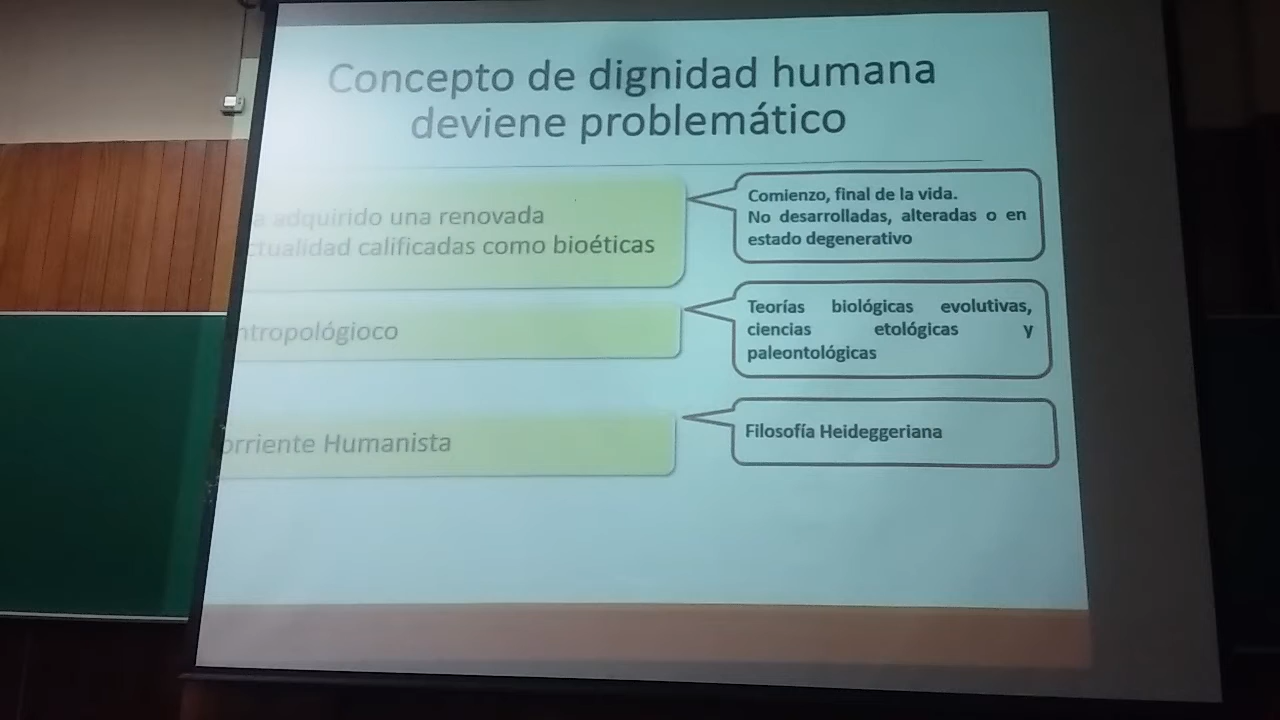 Concepto de dignidad humana
deviene problemático
a adquirido una renovada
ctualidad calificadas como bioéticas
Comienzo, final de la vida.
No desarrolladas, alteradas o en
estado degenerativo
ntropológioco
Teorías biológicas evolutivas,
ciencias etológicas y
paleontológicas
orriente Humanista
Filosofía Heideggeriana